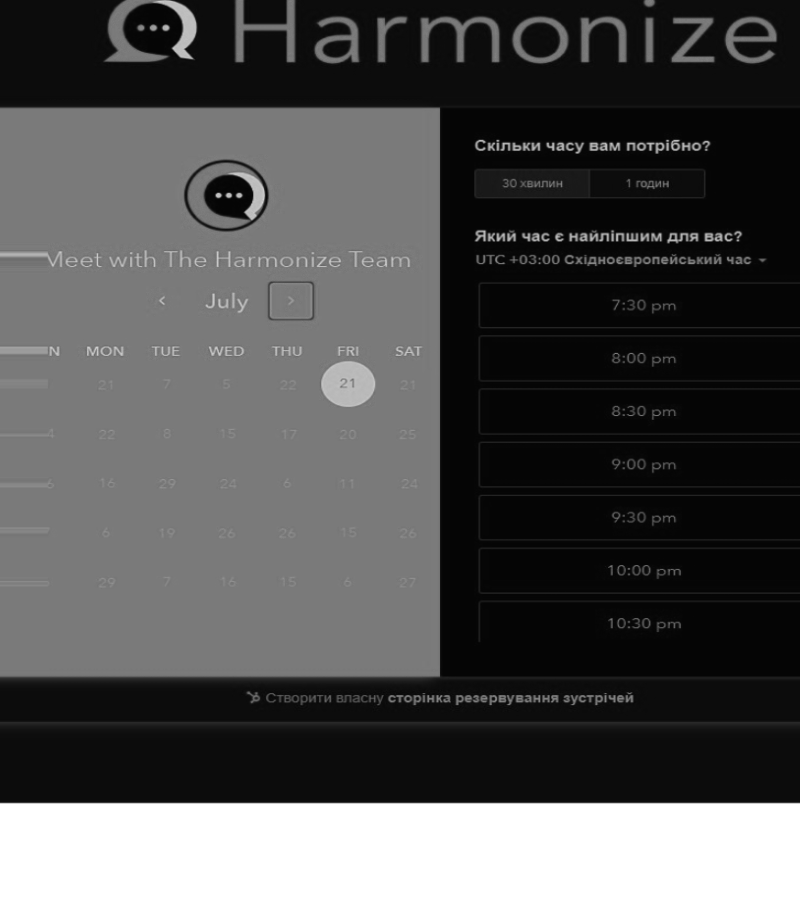 Harmonize
Meet with The Harmonize Team
July
N MON TUE WED THU FRI SAT
21 7 5 22 21 21
4 22 8 15 17 20 25
6 16 29 24 6 11 24
6 19 26 26 15 26
29 7 16 15 6 27
Скільки часу вам потрібно?
30 хвилин 1 годин
Який час є найліпшим для вас?
UTC +03:00 Східноєвропейський час
7:30 pm
8:00 pm
8:30 pm
9:00 pm
9:30 pm
10:00 pm
10:30 pm
Створити власну сторінка резервування зустрічей